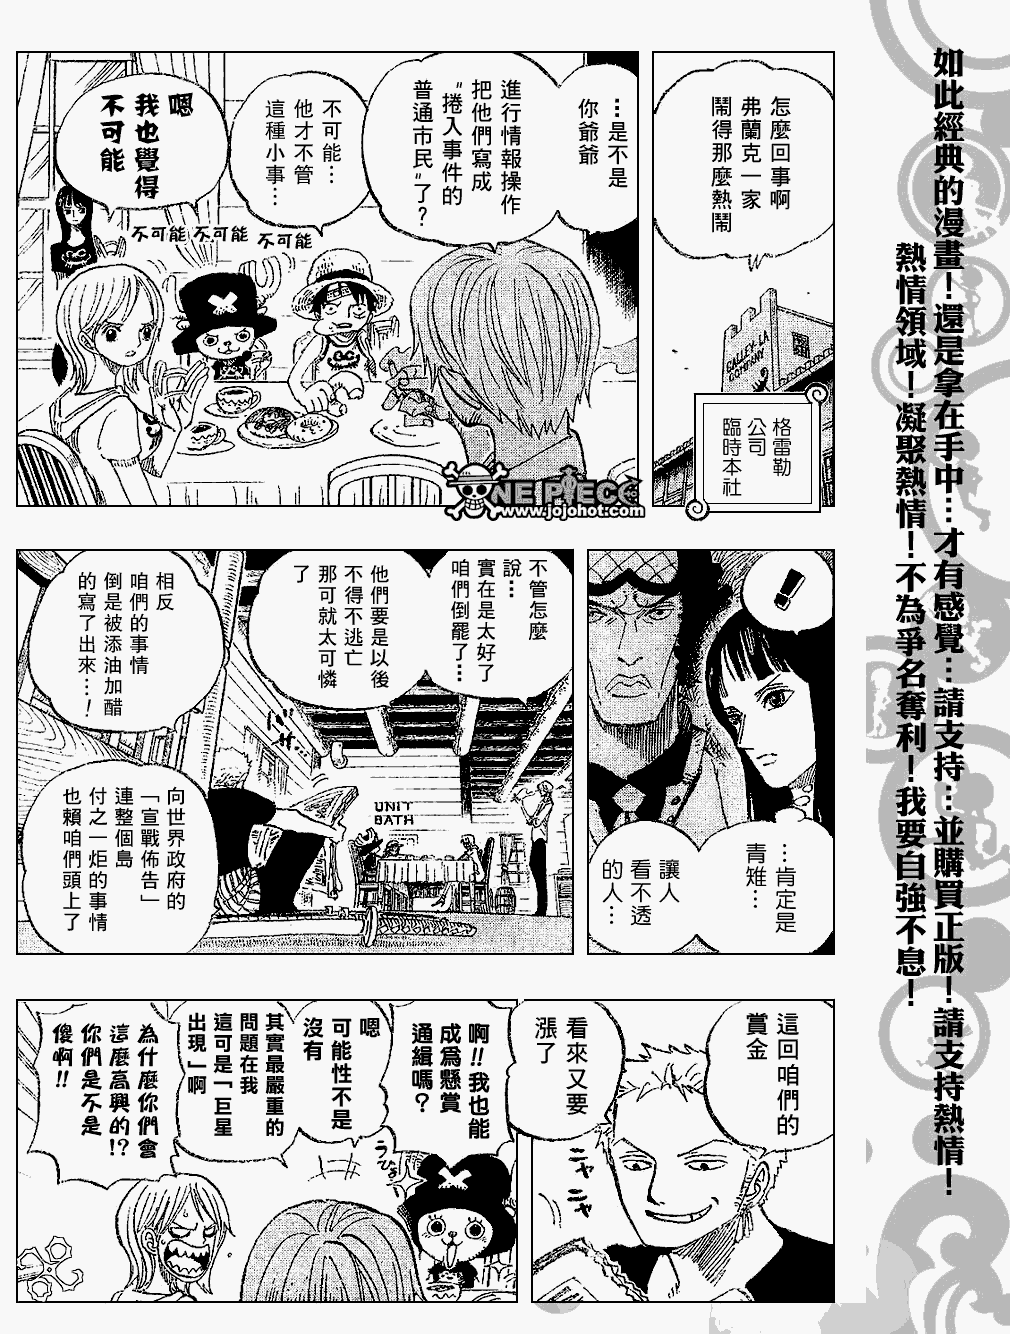 怎麼回事啊
弗蘭克一家
鬧得那麼熱鬧
GALLEY-LA
COMPANY
格雷勒
公司
臨時本社
…是不是
你爺爺
進行情報操作
把他們寫成
"捲入事件的
普通市民"了?
不可能…
他才不管
這種小事…
嗯
我也覺得
不可能
不可能
不可能
不可能
ONE PIECE
www.jojohot.com
!
…肯定是
青雉…
讓人
看不透
的人…
不管怎麼
說…
實在是太好了
咱們倒罷了…
他們要是以後
不得不逃亡
那可就太可憐
了
相反
咱們的事情
倒是被添油加醋
的寫了出來…!
UNIT
BATH
向世界政府的
「宣戰佈告」
連整個島
付之一炬的事情
也賴咱們頭上了
這回咱們的
賞金
看來又要
漲了
ニャ
ニャ
啊!!我也能
成爲懸賞
通緝嗎?
嗯
可能性不是
沒有
其實最嚴重的
問題在我
這可是「巨星
出現」啊
為什麼你們會
這麼高興的!?
你們是不是
傻啊!!
如此經典的漫畫!還是拿在手中…才有感覺…請支持…並購買正版!請支持熱情!
熱情領域!凝聚熱情!不為爭名奪利!我要自強不息!